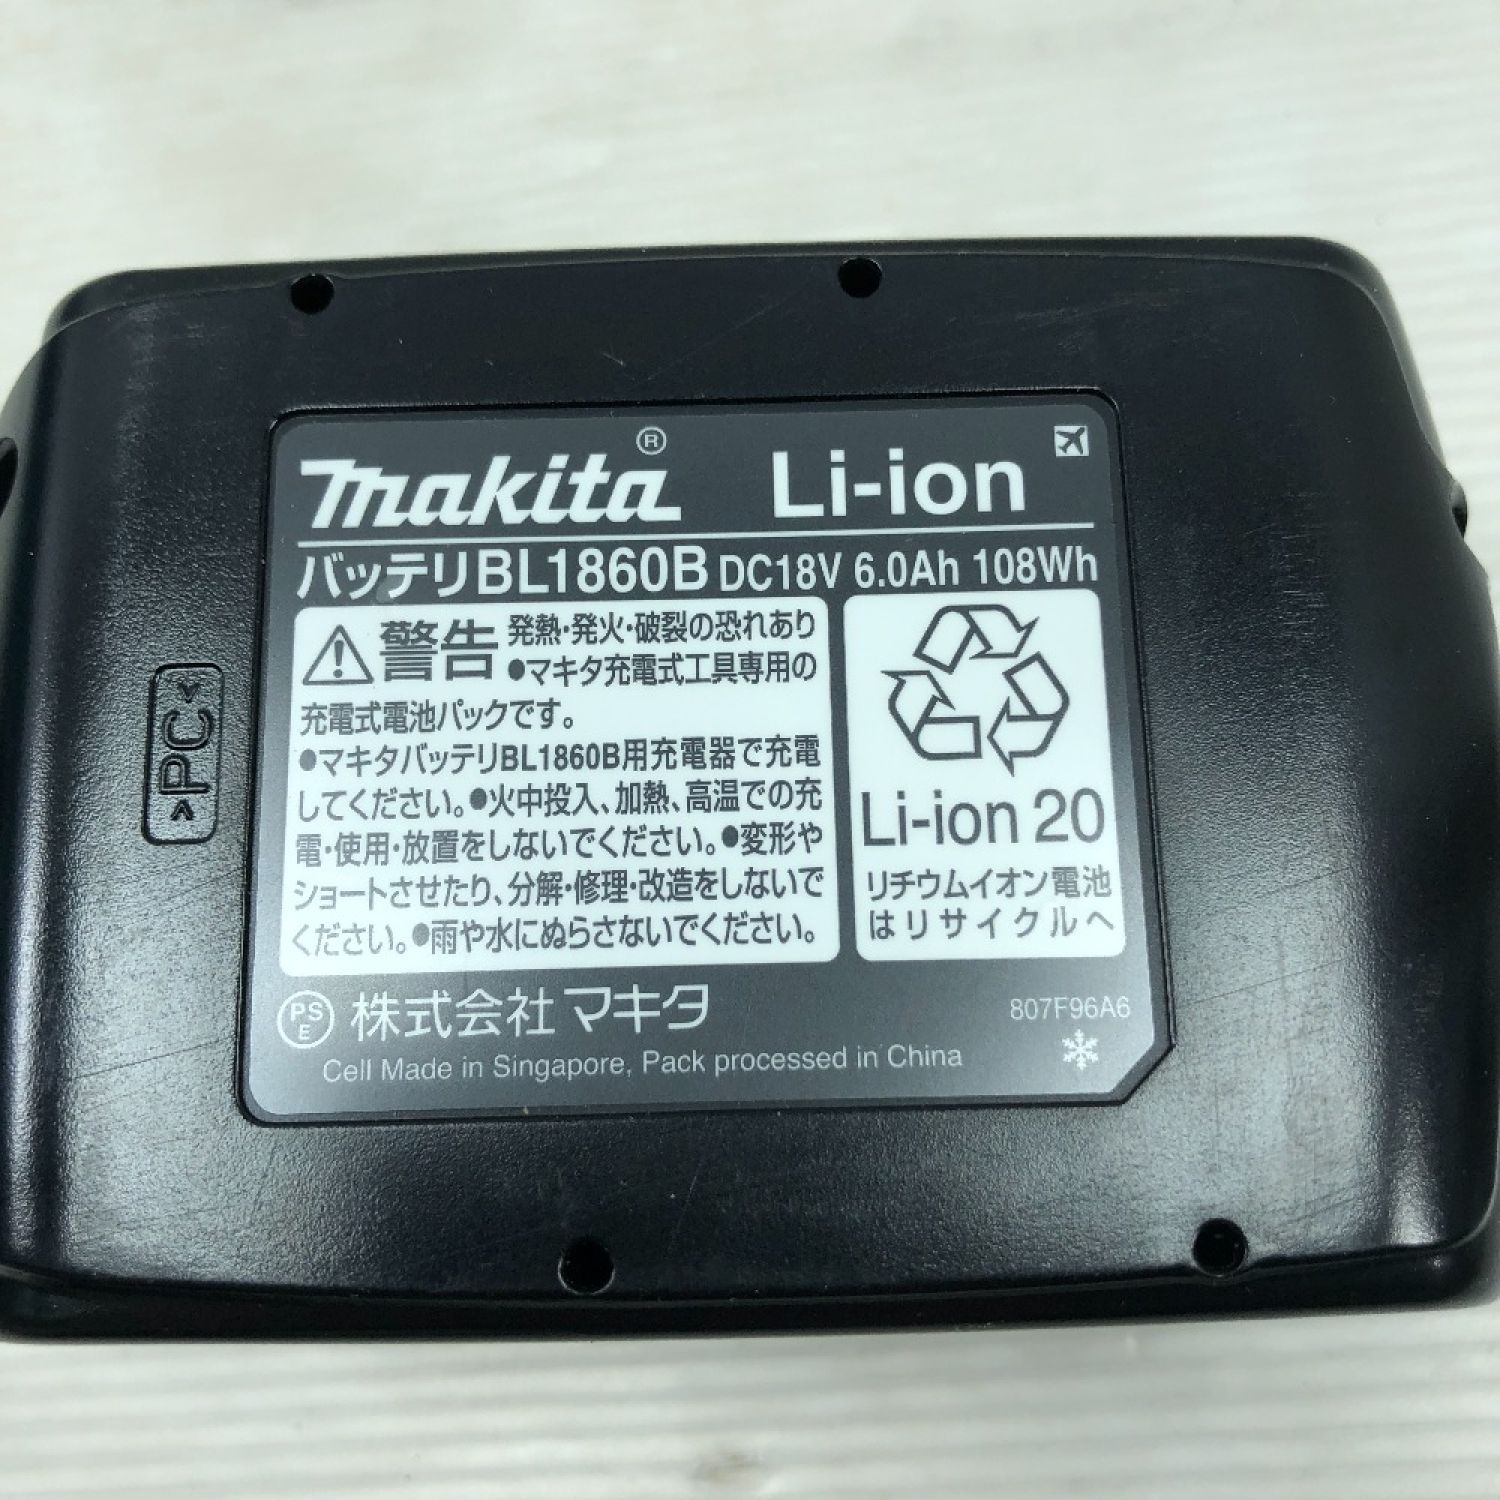 makita® Li-ion
バッテリBL1860B DC18V 6.0Ah 108Wh
警告 発熱・発火・破裂の恐れあり
●マキタ充電式工具専用の
充電式電池パックです。
●マキタバッテリBL1860B用充電器で充電
してください。●火中投入、加熱、高温での充
電・使用・放置をしないでください。●変形や
ショートさせたり、分解・修理・改造をしないで
ください。●雨や水にぬらさないでください。
Li-ion 20
リチウムイオン電池
はリサイクルへ
PS
E
株式会社マキタ
807F96A6
Cell Made in Singapore, Pack processed in China
>PC<